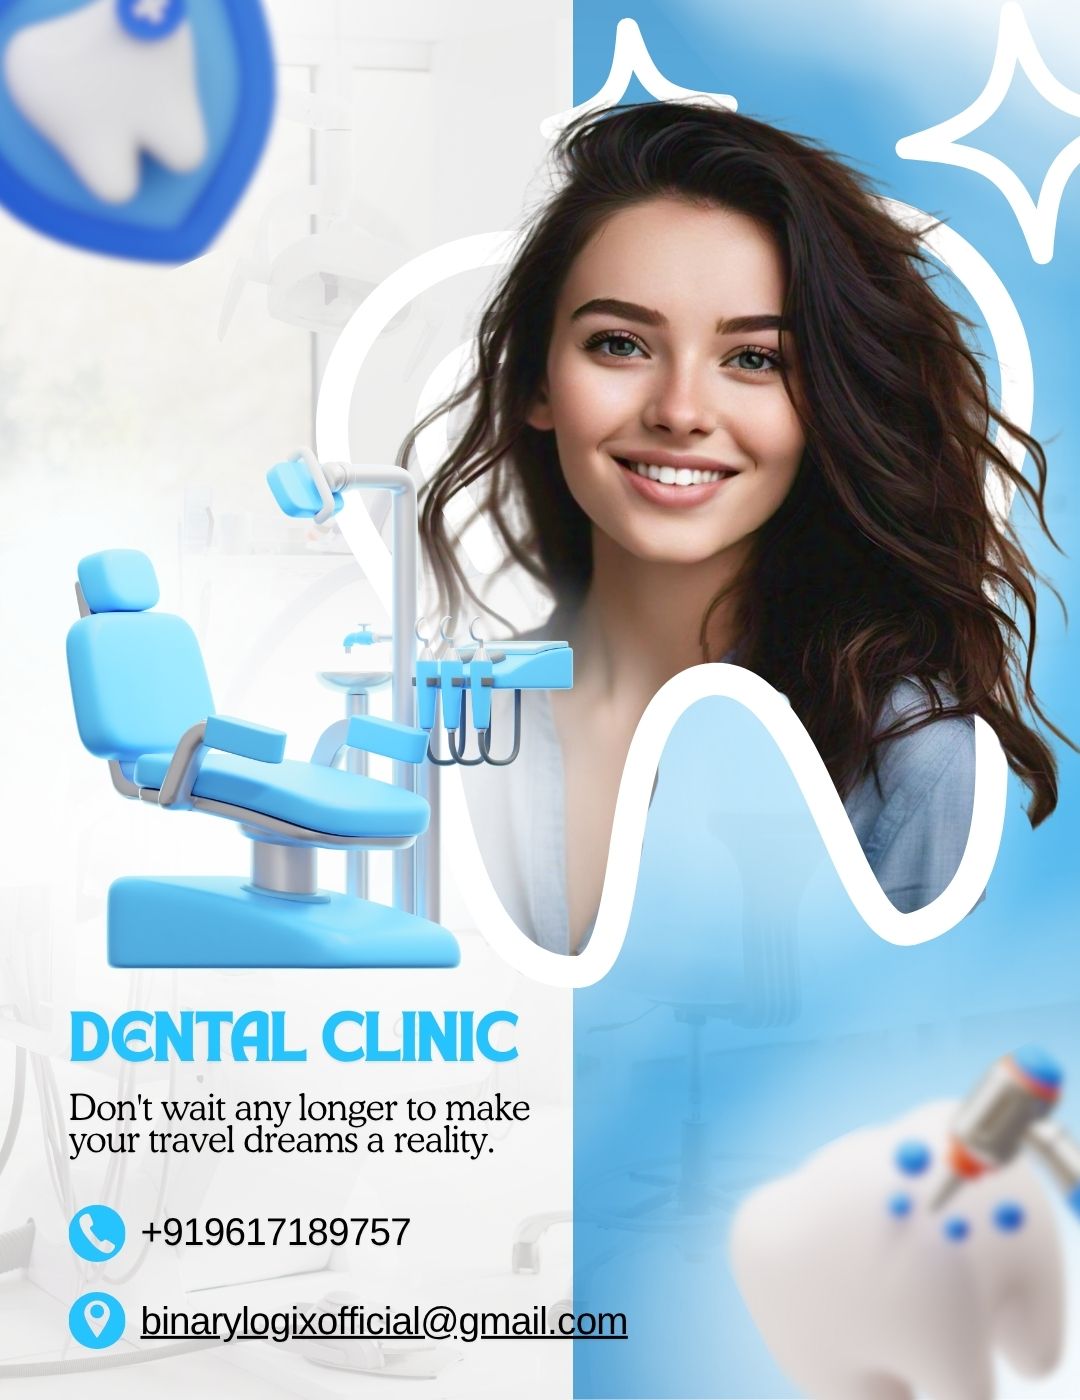 DENTAL CLINIC
Don't wait any longer to make
your travel dreams a reality.
+919617189757
binarylogixofficial@gmail.com